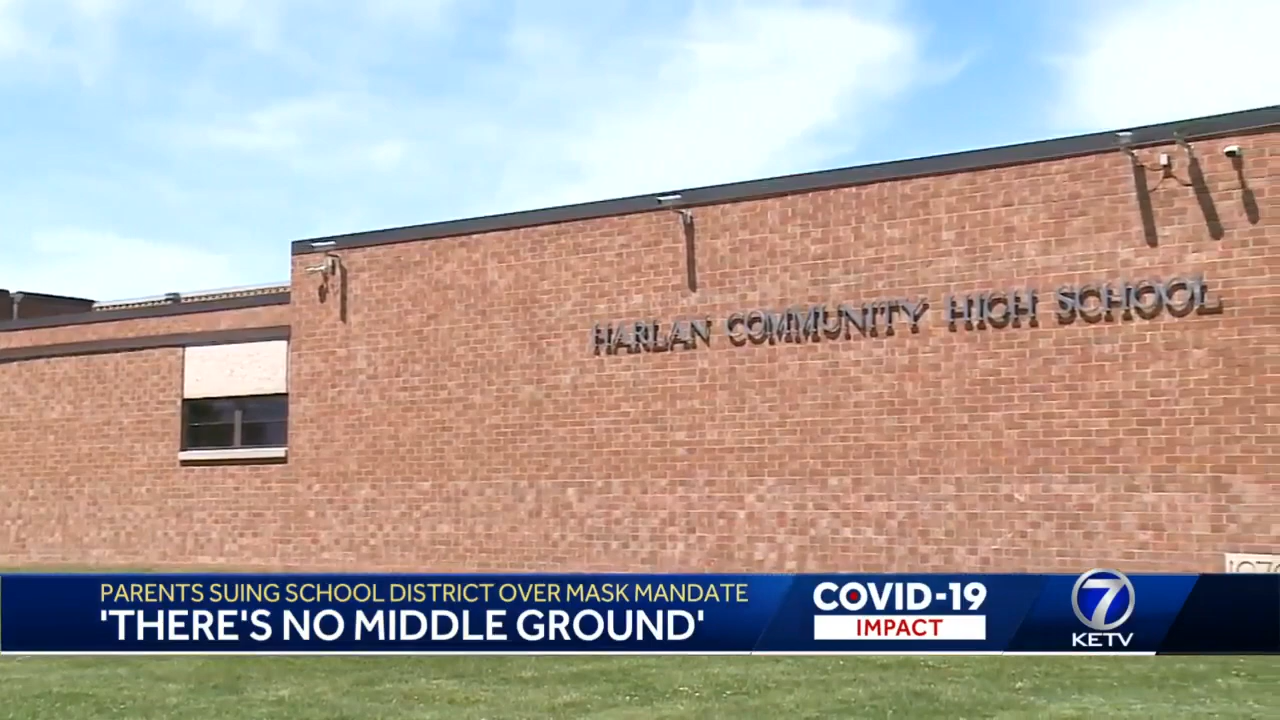 HARLAN COMMUNITY HIGH SCHOOL
PARENTS SUING SCHOOL DISTRICT OVER MASK MANDATE
'THERE'S NO MIDDLE GROUND'
COVID-19
IMPACT
7
KETV